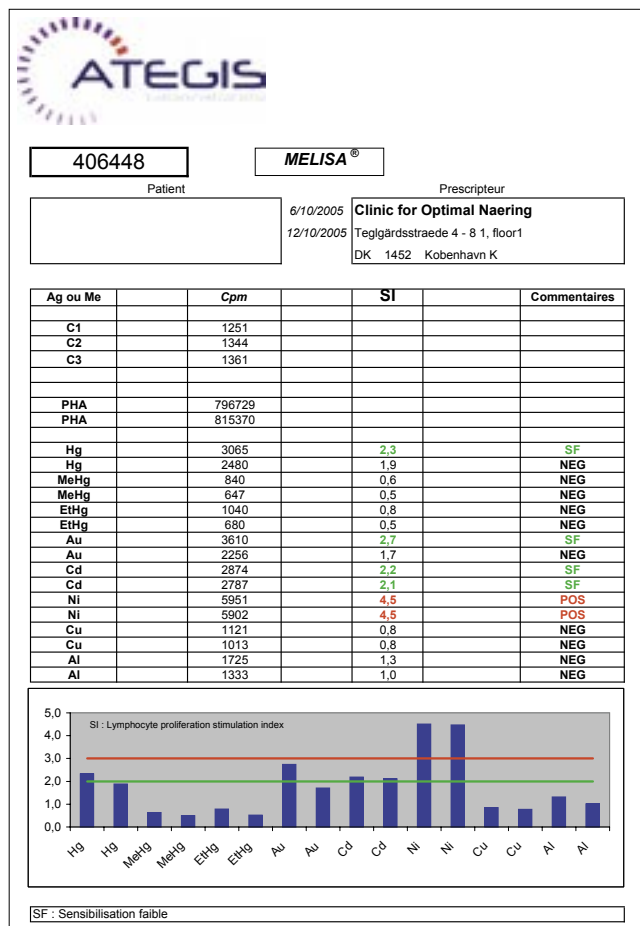 ATEGIS
406448 MELISA ®
Patient Prescripteur
6/10/2005 Clinic for Optimal Naering
12/10/2005 Teglgärdsstraede 4 - 8 1, floor1
DK 1452 Kobenhavn K
Ag ou Me Cpm SI Commentaires
C1 1251
C2 1344
C3 1361
PHA 796729
PHA 815370
Hg 3065 2,3 SF
Hg 2480 1,9 NEG
MeHg 840 0,6 NEG
MeHg 647 0,5 NEG
EtHg 1040 0,8 NEG
EtHg 680 0,5 NEG
Au 3610 2,7 SF
Au 2256 1,7 NEG
Cd 2874 2,2 SF
Cd 2787 2,1 SF
Ni 5951 4,5 POS
Ni 5902 4,5 POS
Cu 1121 0,8 NEG
Cu 1013 0,8 NEG
Al 1725 1,3 NEG
Al 1333 1,0 NEG
SI : Lymphocyte proliferation stimulation index
5,0
4,0
3,0
2,0
1,0
0,0
Hg Hg MeHg MeHg EtHg EtHg Au Au Cd Cd Ni Ni Cu Cu Al Al
SF : Sensibilisation faible